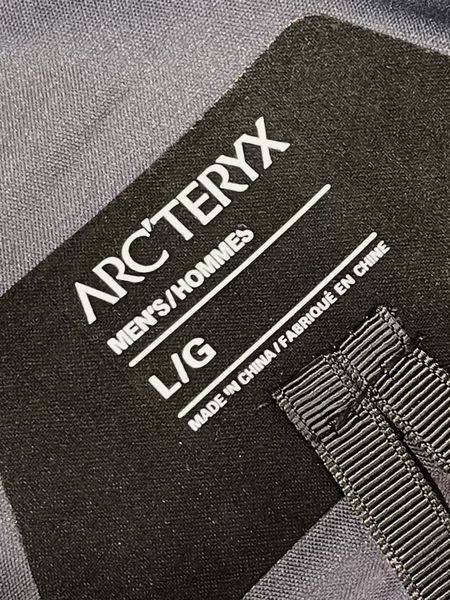 ARC'TERYX
MEN'S/HOMMES
L/G
MADE IN CHINA/FABRIQUÉ EN CHINE